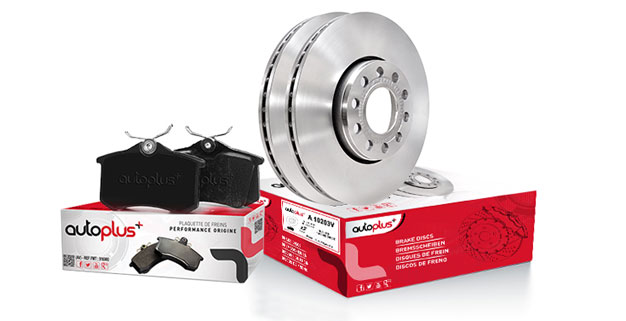 autoplus+
autoplus+
PLAQUETTE DE FREINS
PERFORMANCE ORIGINE
autoplus+
A 10203V
autoplus+
BRAKE DISCS
BREMSSCHEIBEN
DISQUES DE FREIN
DISCOS DE FRENO